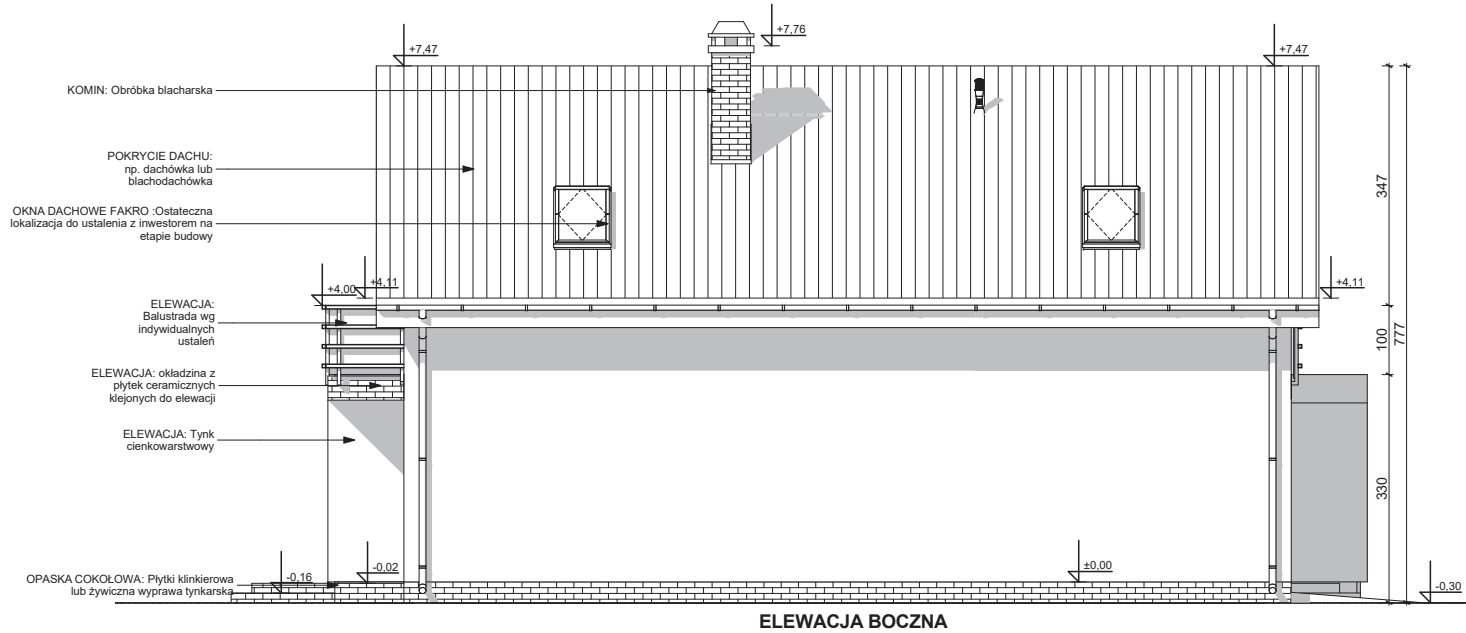 +7,76
+7,47
+7,47
KOMIN: Obróbka blacharska
POKRYCIE DACHU:
np. dachówka lub
blachodachówka
347
OKNA DACHOWE FAKRO :Ostateczna
lokalizacja do ustalenia z inwestorem na
etapie budowy
+4,00
+4,11
+4,11
ELEWACJA:
Balustrada wg
indywidualnych
ustaleń
100
777
ELEWACJA: okładzina z
płytek ceramicznych
klejonych do elewacji
ELEWACJA: Tynk
cienkowarstwowy
330
OPASKA COKOŁOWA: Płytki klinkierowa
lub żywiczna wyprawa tynkarska
-0,16
-0,02
±0,00
-0,30
ELEWACJA BOCZNA